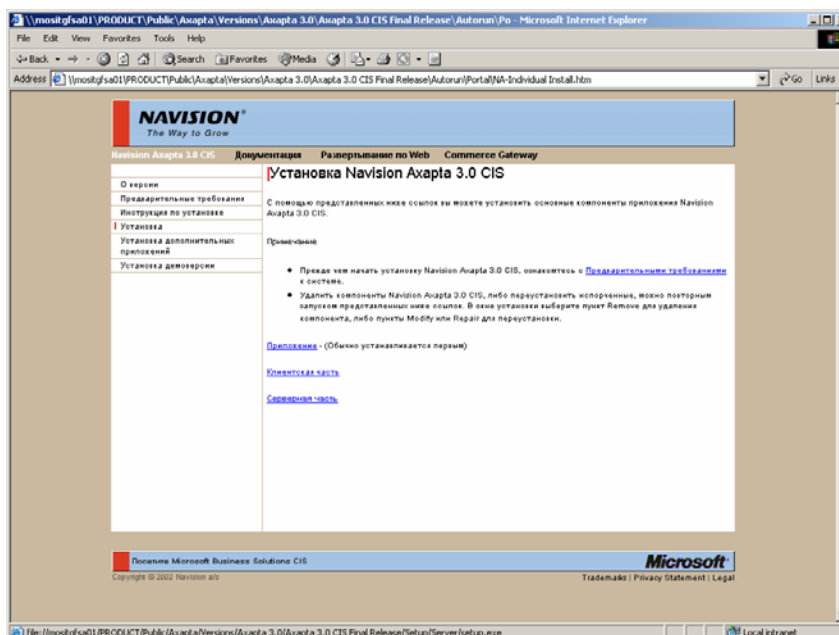 \\mositgfsa01\PRODUCT\Public\Axapta\Versions\Axapta 3.0\Axapta 3.0 CIS Final Release\Autorun\Po - Microsoft Internet Explorer
File Edit View Favorites Tools Help
Back Search Favorites Media
Address \\mositgfsa01\PRODUCT\Public\Axapta\Versions\Axapta 3.0\Axapta 3.0 CIS Final Release\Autorun\Portal\NA-Individual Install.htm Go Links
NAVISION®
The Way to Grow
Navision Axapta 3.0 CIS Документация Развертывание по Web Commerce Gateway
О версии
Предварительные требования
Инструкция по установке
Установка
Установка дополнительных
приложений
Установка демоверсии
Установка Navision Axapta 3.0 CIS
С помощью представленных ниже ссылок вы можете установить основные компоненты приложения Navision
Axapta 3.0 CIS.
Примечание
Прежде чем начать установку Navision Axapta 3.0 CIS, ознакомьтесь с Предварительными требованиями
к системе.
Удалить компоненты Navision Axapta 3.0 CIS, либо переустановить испорченные, можно повторным
запуском представленных ниже ссылок. В окне установки выберите пункт Remove для удаления
компонента, либо пункты Modify или Repair для переустановки.
Приложение - (Обычно устанавливается первым)
Клиентская часть
Серверная часть
Посетите Microsoft Business Solutions CIS
Microsoft
Copyright © 2002 Navision a/s
Trademarks | Privacy Statement | Legal
file://mositgfsa01/PRODUCT/Public/Axapta/Versions/Axapta 3.0/Axapta 3.0 CIS Final Release/Setup/Server/setup.exe Local intranet